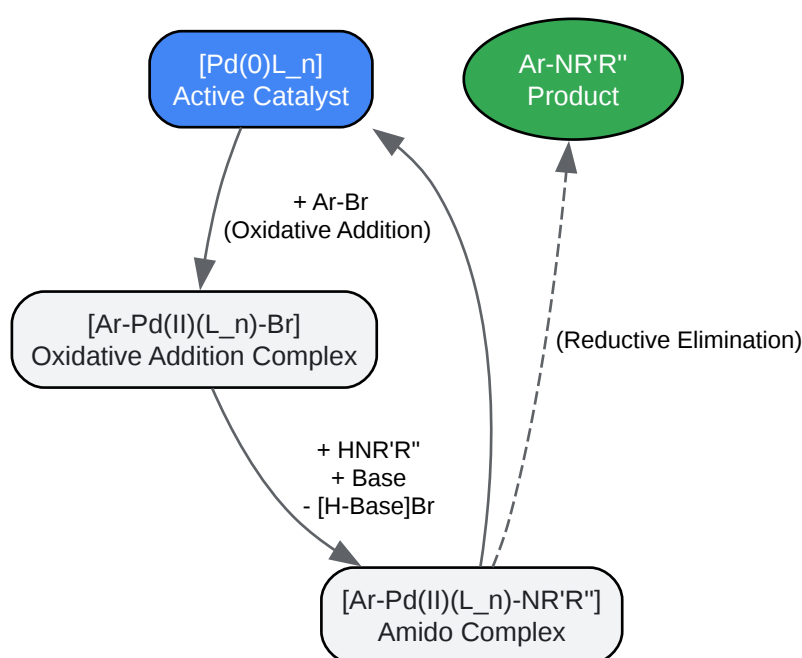 [Pd(0)L_n]
Active Catalyst
Ar-NR'R"
Product
+ Ar-Br
(Oxidative Addition)
[Ar-Pd(II)(L_n)-Br]
Oxidative Addition Complex
(Reductive Elimination)
+ HNR'R"
+ Base
- [H-Base]Br
[Ar-Pd(II)(L_n)-NR'R"]
Amido Complex